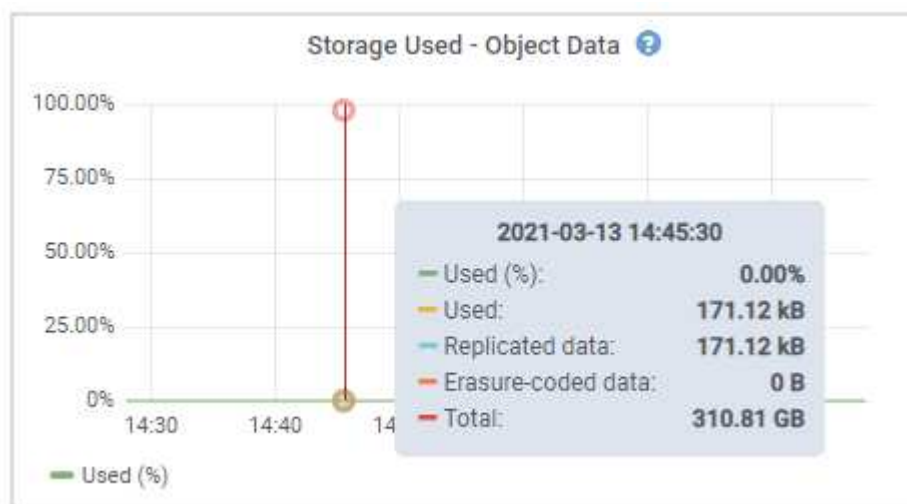 Storage Used - Object Data ?
100.00%
75.00%
50.00%
25.00%
0%
14:30 14:40 14
2021-03-13 14:45:30
Used (%): 0.00%
Used: 171.12 kB
Replicated data: 171.12 kB
Erasure-coded data: 0 B
Total: 310.81 GB
Used (%)